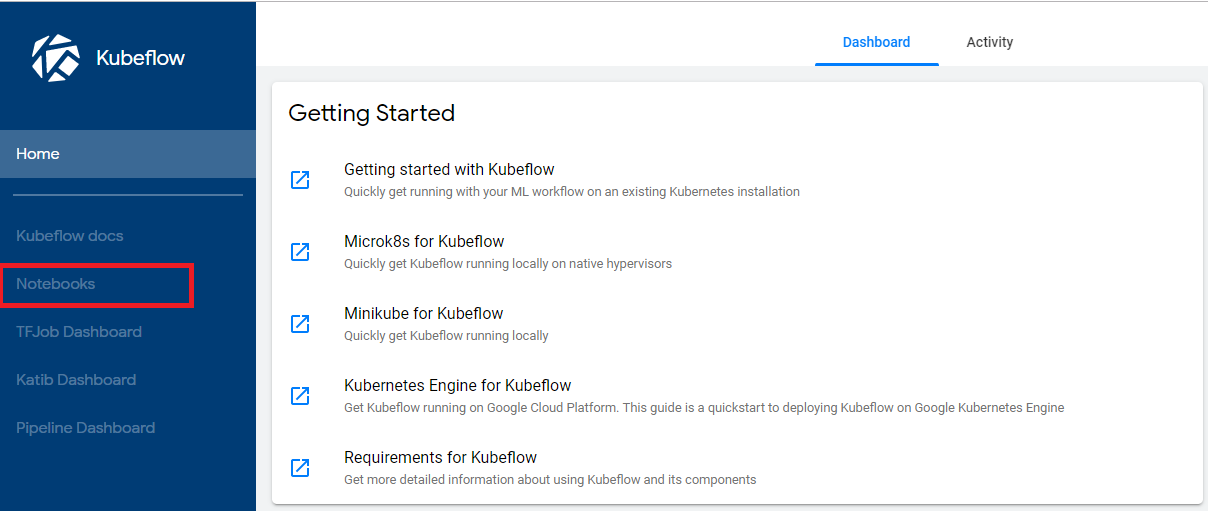 Kubeflow
Home
Kubeflow docs
Notebooks
TFJob Dashboard
Katib Dashboard
Pipeline Dashboard
Dashboard
Activity
Getting Started
Getting started with Kubeflow
Quickly get running with your ML workflow on an existing Kubernetes installation
Microk8s for Kubeflow
Quickly get Kubeflow running locally on native hypervisors
Minikube for Kubeflow
Quickly get Kubeflow running locally
Kubernetes Engine for Kubeflow
Get Kubeflow running on Google Cloud Platform. This guide is a quickstart to deploying Kubeflow on Google Kubernetes Engine
Requirements for Kubeflow
Get more detailed information about using Kubeflow and its components